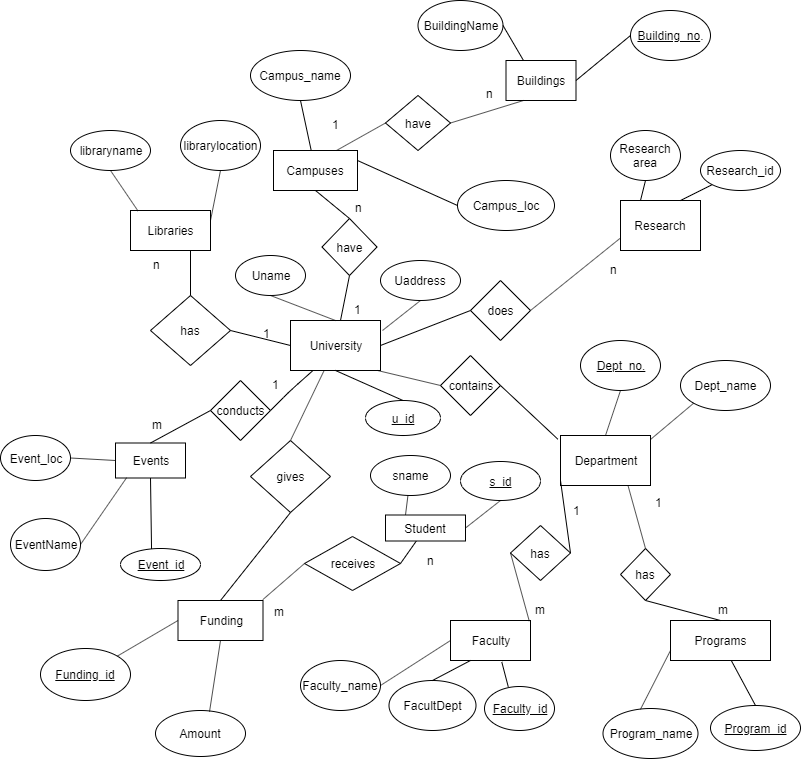 BuildingName
Building_no.
Campus_name
Buildings
n
have
1
librarylocation
libraryname
Research
area
Campuses
Research_id
Campus_loc
n
Libraries
Research
have
n
n
Uname
Uaddress
1
does
has
1
University
Dept_no.
contains
Dept_name
1
conducts
u_id
m
Event_loc
Events
Department
gives
sname
s_id
1
1
Student
EventName
has
n
Event_id
receives
has
m
m
m
Funding
Faculty
Programs
Funding_id
Faculty_name
FacultDept
Faculty_id
Amount
Program_name
Program_id